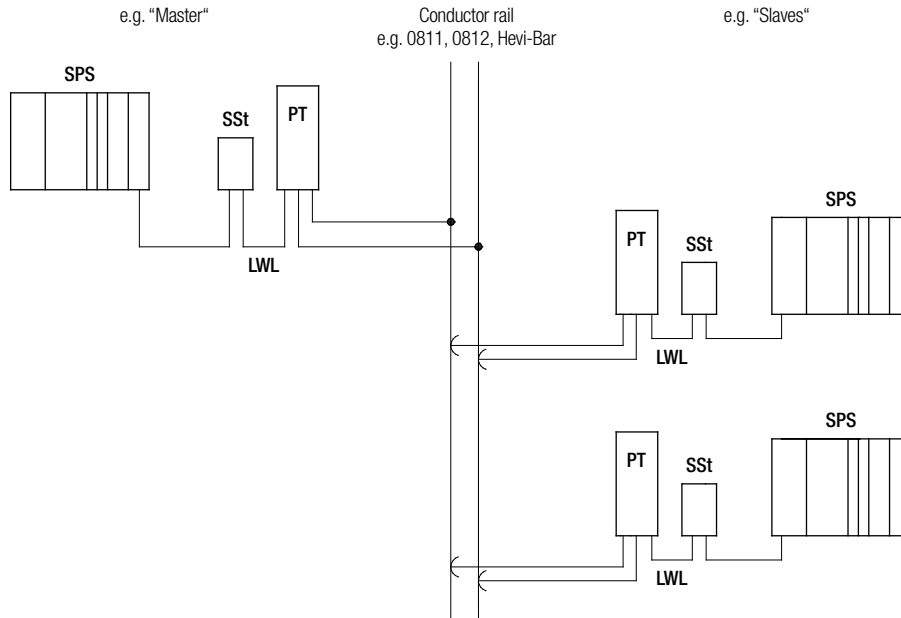 e.g. “Master“
Conductor rail
e.g. 0811, 0812, Hevi-Bar
e.g. “Slaves“
SPS
SSt
PT
LWL
PT
SSt
SPS
LWL
PT
SSt
SPS
LWL